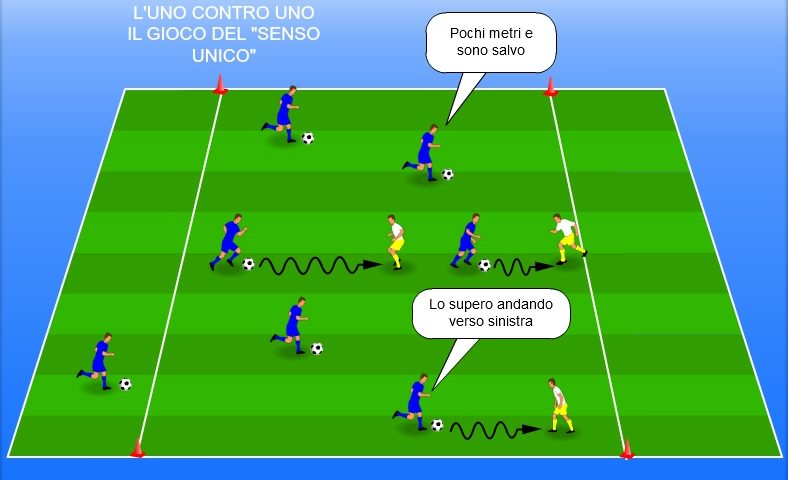 L'UNO CONTRO UNO
IL GIOCO DEL "SENSO
UNICO"
Pochi metri e
sono salvo
Lo supero andando
verso sinistra